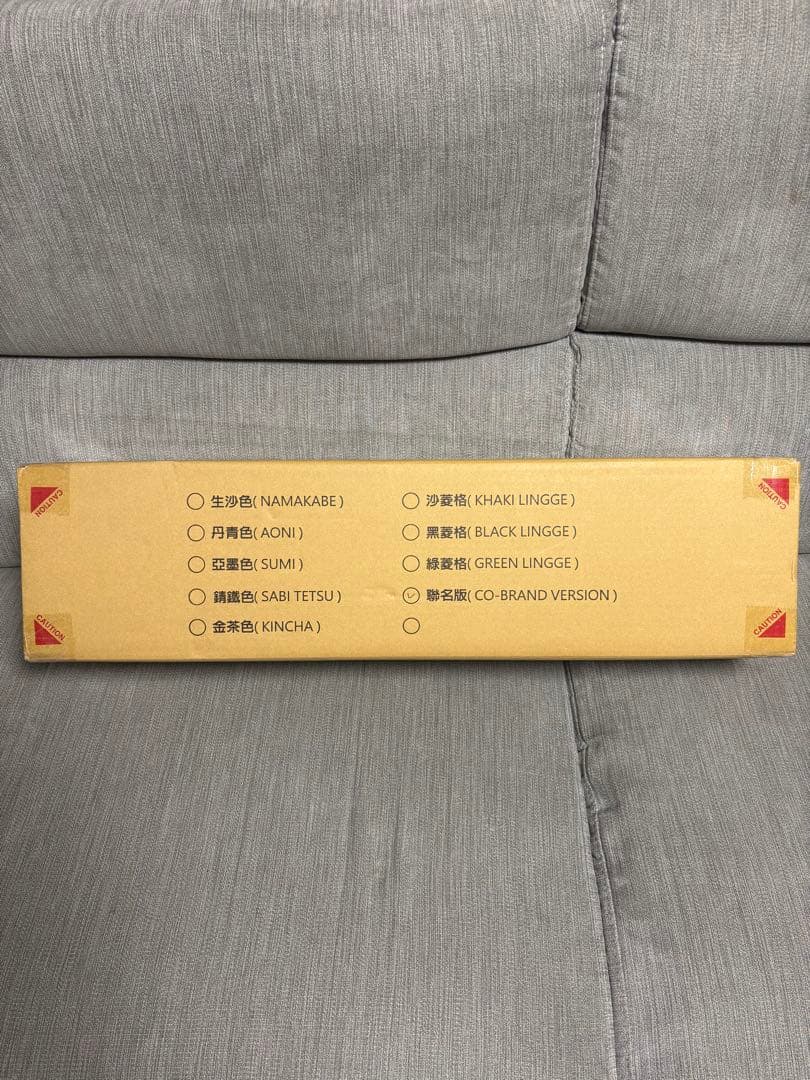 生沙色( NAMAKABE )
丹青色( AONI )
亞墨色( SUMI )
錆鐵色( SABI TETSU )
金茶色( KINCHA )
沙菱格( KHAKI LINGGE )
黑菱格( BLACK LINGGE )
綠菱格( GREEN LINGGE )
聯名版( CO-BRAND VERSION )
CAUTION
CAUTION
CAUTION
CAUTION